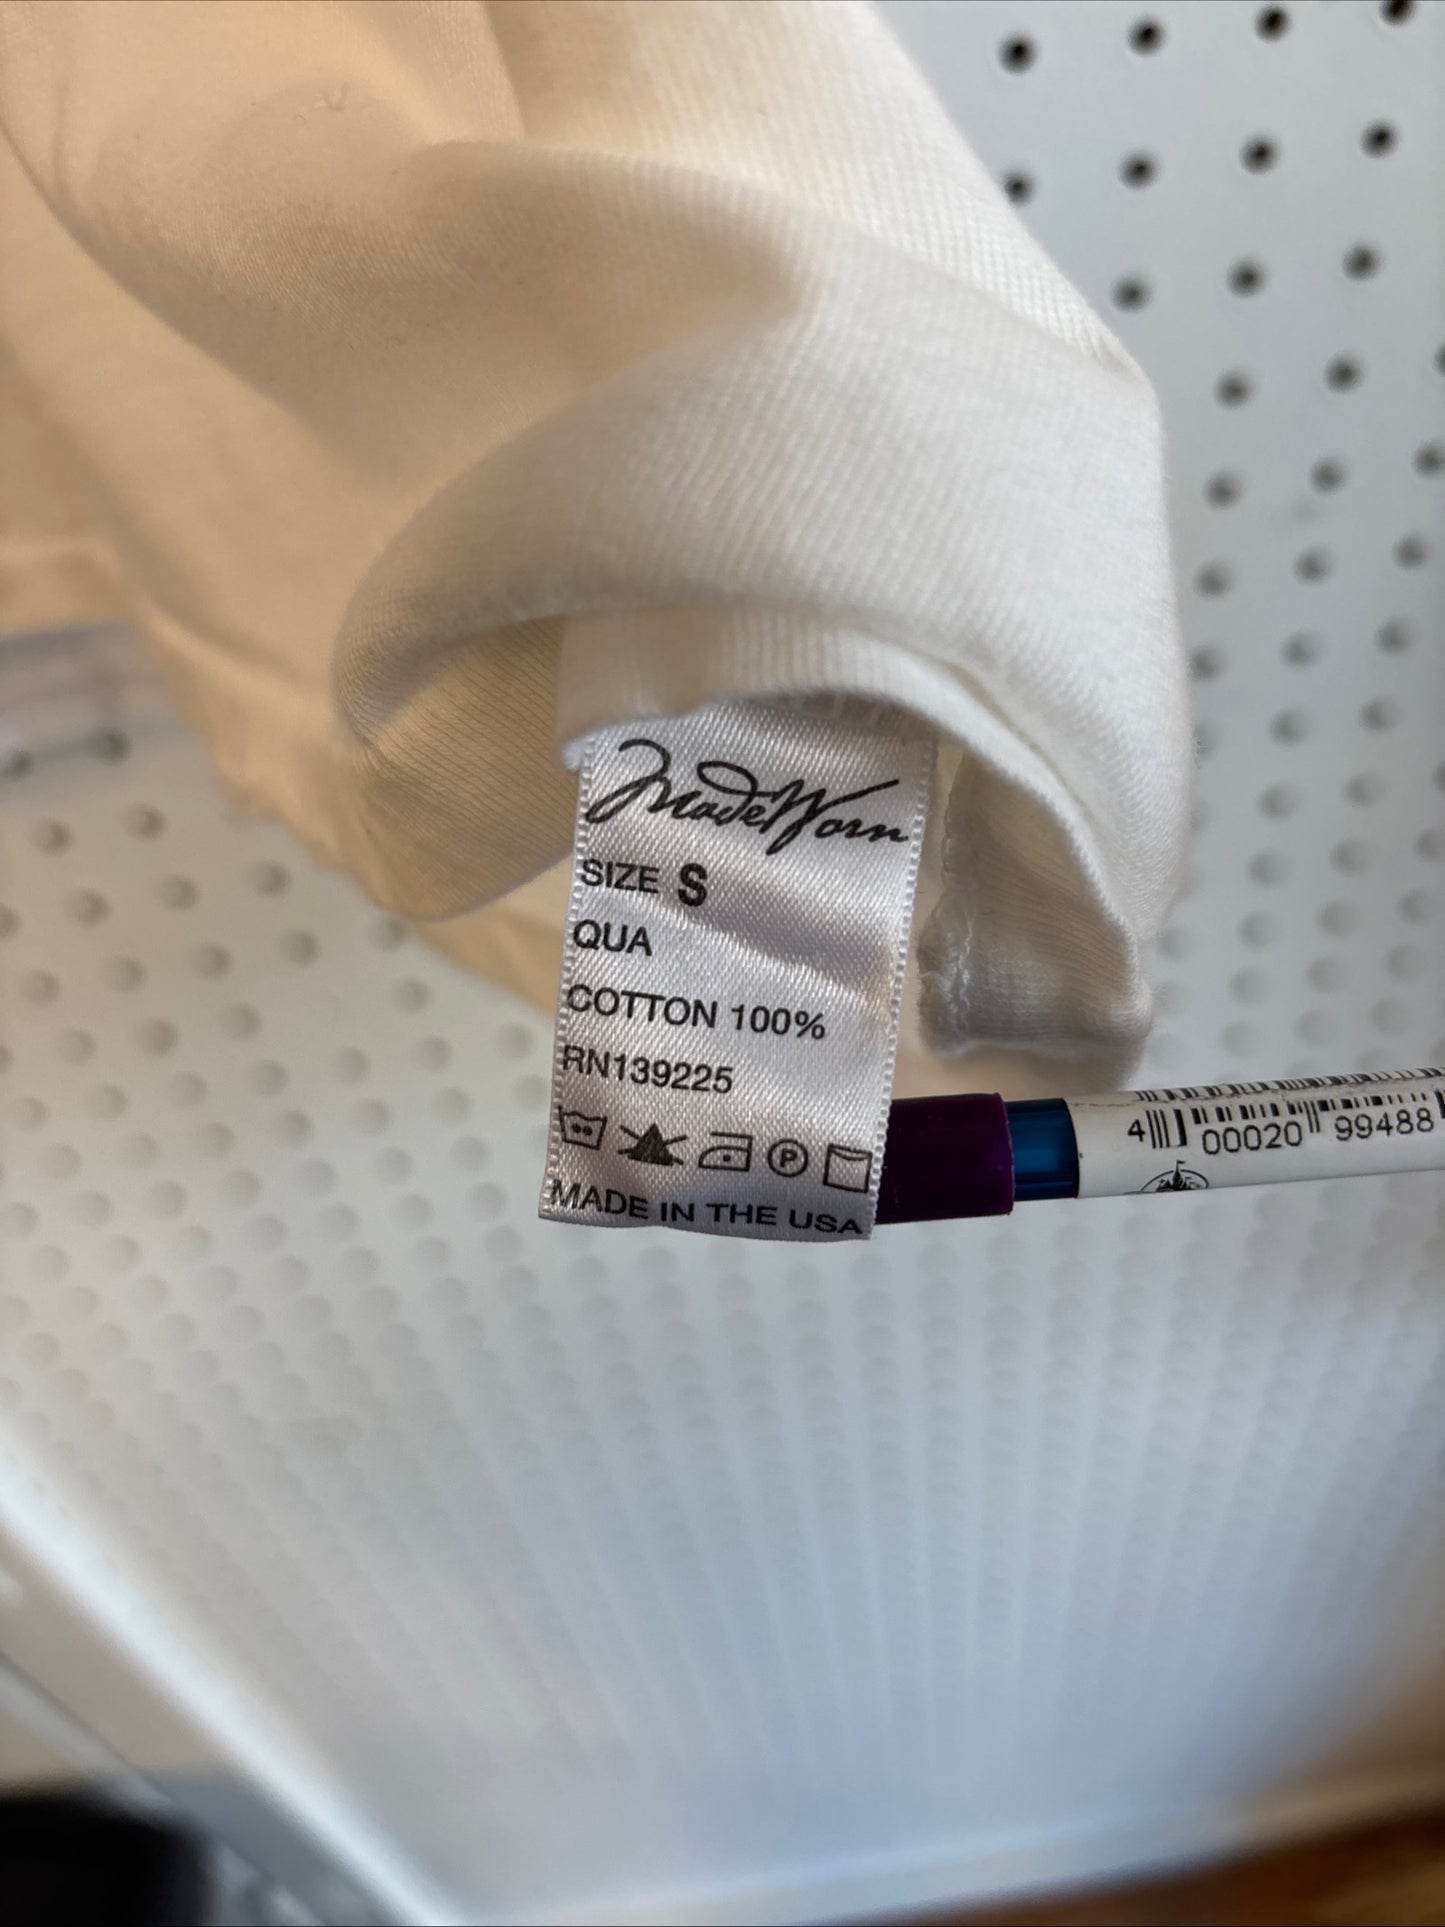 MadeWorn
SIZE S
QUA
COTTON 100%
RN139225
P
MADE IN THE USA
4 00020 99488